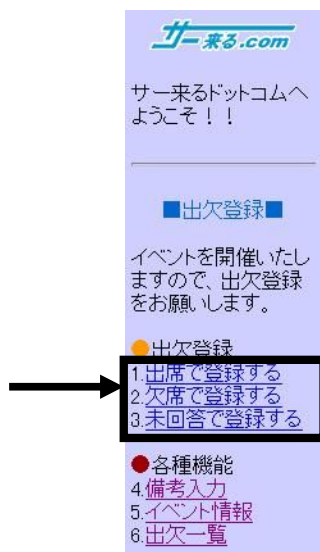 サー来る.com
サー来るドットコムへ
ようこそ！！
■出欠登録■
イベントを開催いたし
ますので、出欠登録
をお願いします。
●出欠登録
1.出席で登録する
2.欠席で登録する
3.未回答で登録する
●各種機能
4.備考入力
5.イベント情報
6.出欠一覧